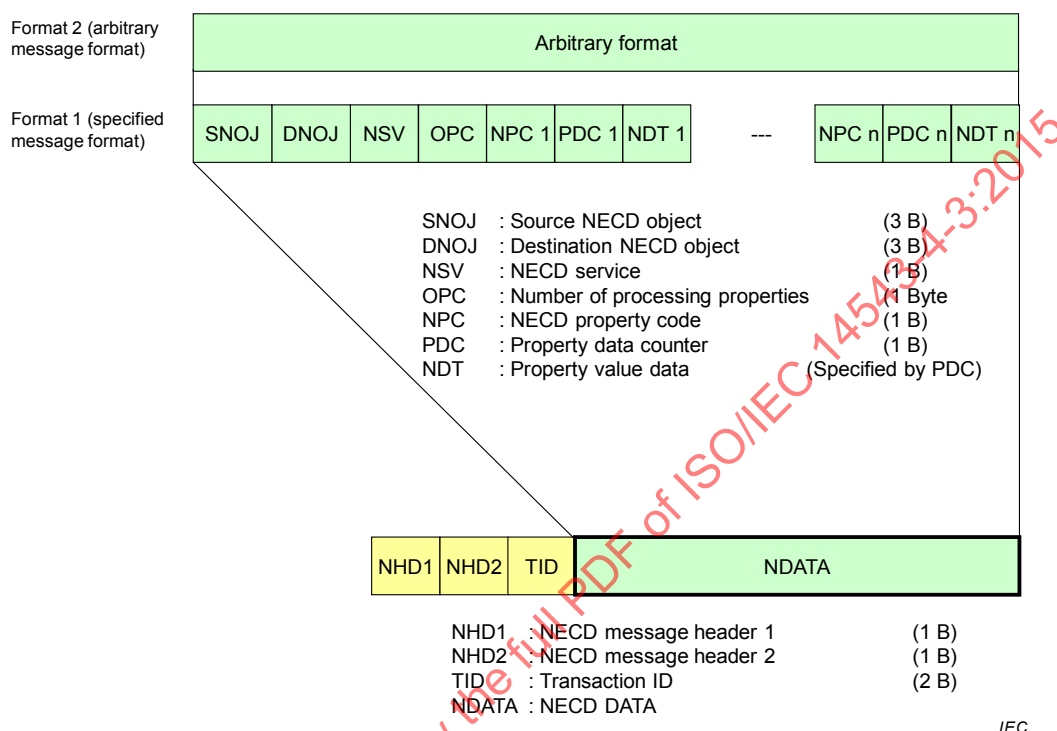 Format 2 (arbitrary
message format)
Arbitrary format
Format 1 (specified
message format)
SNOJ DNOJ NSV OPC NPC 1 PDC 1 NDT 1 --- NPC n PDC n NDT n
SNOJ : Source NECD object (3 B)
DNOJ : Destination NECD object (3 B)
NSV : NECD service (1 B)
OPC : Number of processing properties (1 Byte
NPC : NECD property code (1 B)
PDC : Property data counter (1 B)
NDT : Property value data (Specified by PDC)
NHD1 NHD2 TID NDATA
NHD1 : NECD message header 1 (1 B)
NHD2 : NECD message header 2 (1 B)
TID : Transaction ID (2 B)
NDATA : NECD DATA
IEC
the full PDF of ISO/IEC 14543-4-3:2015